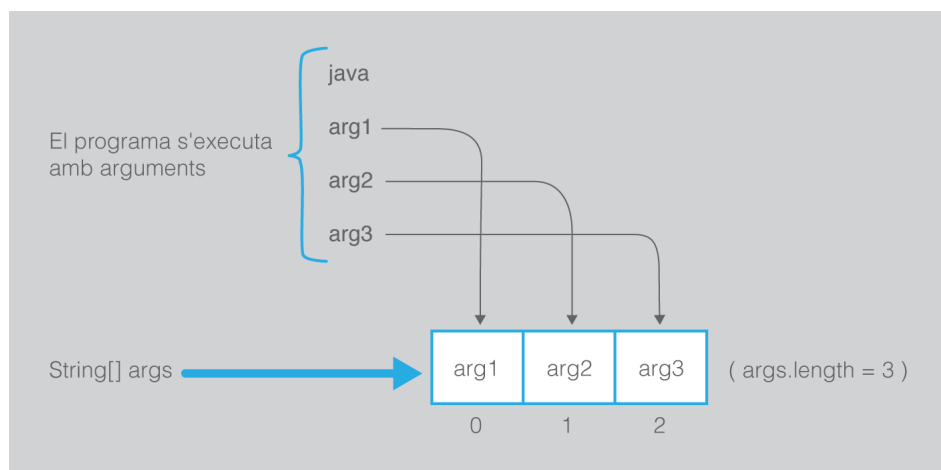 java
arg1
El programa s'executa
amb arguments
arg2
arg3
String[] args
arg1 arg2 arg3
( args.length = 3 )
0 1 2